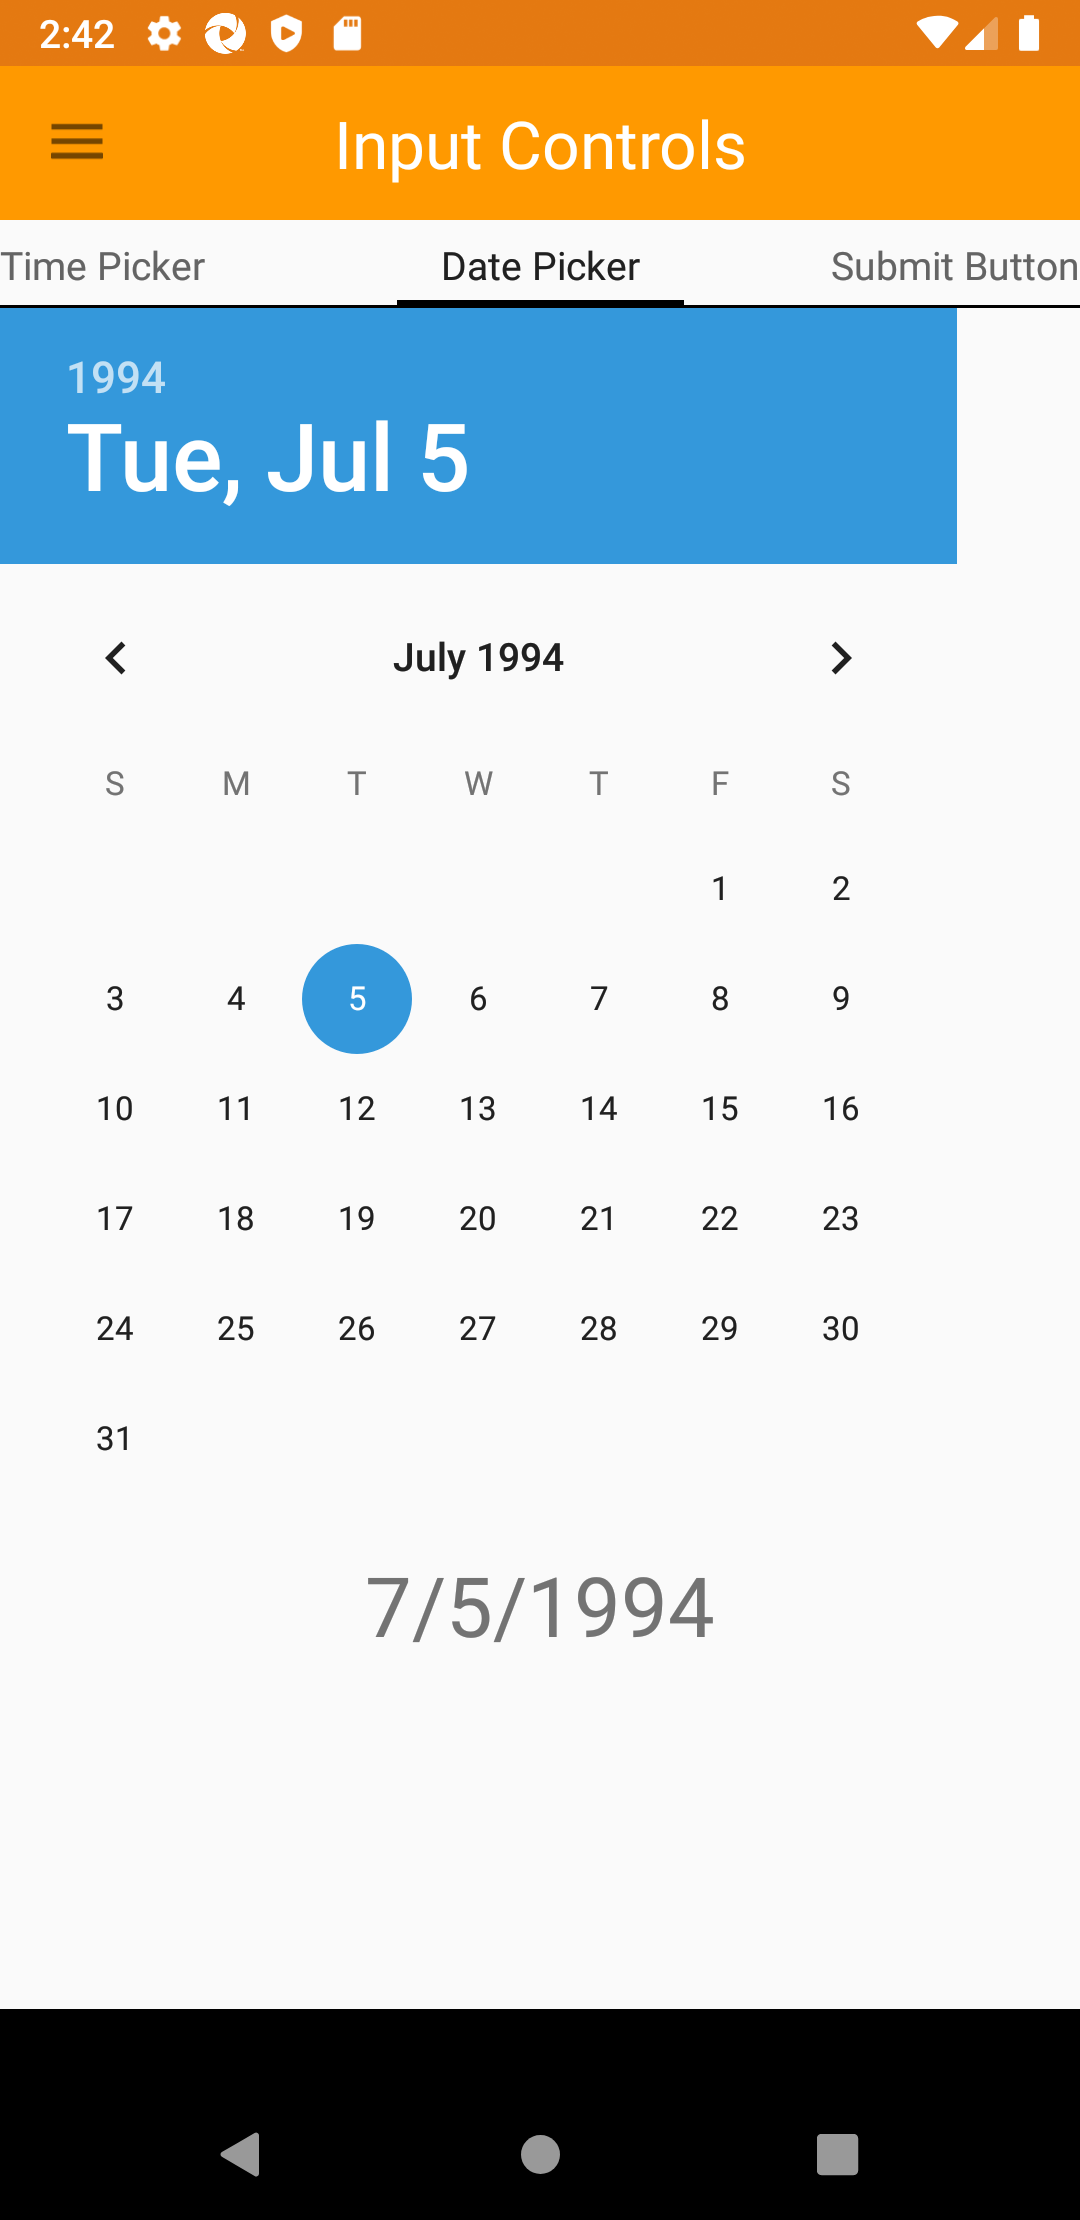 2:42
Input Controls
Time Picker Date Picker Submit Button
1994
Tue, Jul 5
July 1994
S M T W T F S
1 2
3 4 5 6 7 8 9
10 11 12 13 14 15 16
17 18 19 20 21 22 23
24 25 26 27 28 29 30
31
7/5/1994